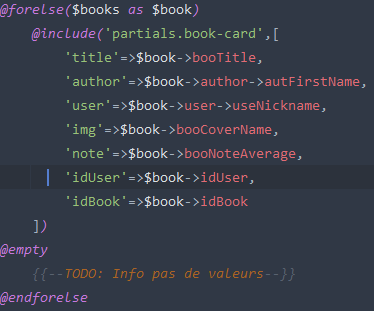 @forelse($books as $book)
    @include('partials.book-card',[
        'title'=>$book->booTitle,
        'author'=>$book->author->autFirstName,
        'user'=>$book->user->useNickname,
        'img'=>$book->booCoverName,
        'note'=>$book->booNoteAverage,
        'idUser'=>$book->idUser,
        'idBook'=>$book->idBook
    ])
@empty
    {{--TODO: Info pas de valeurs--}}
@endforelse